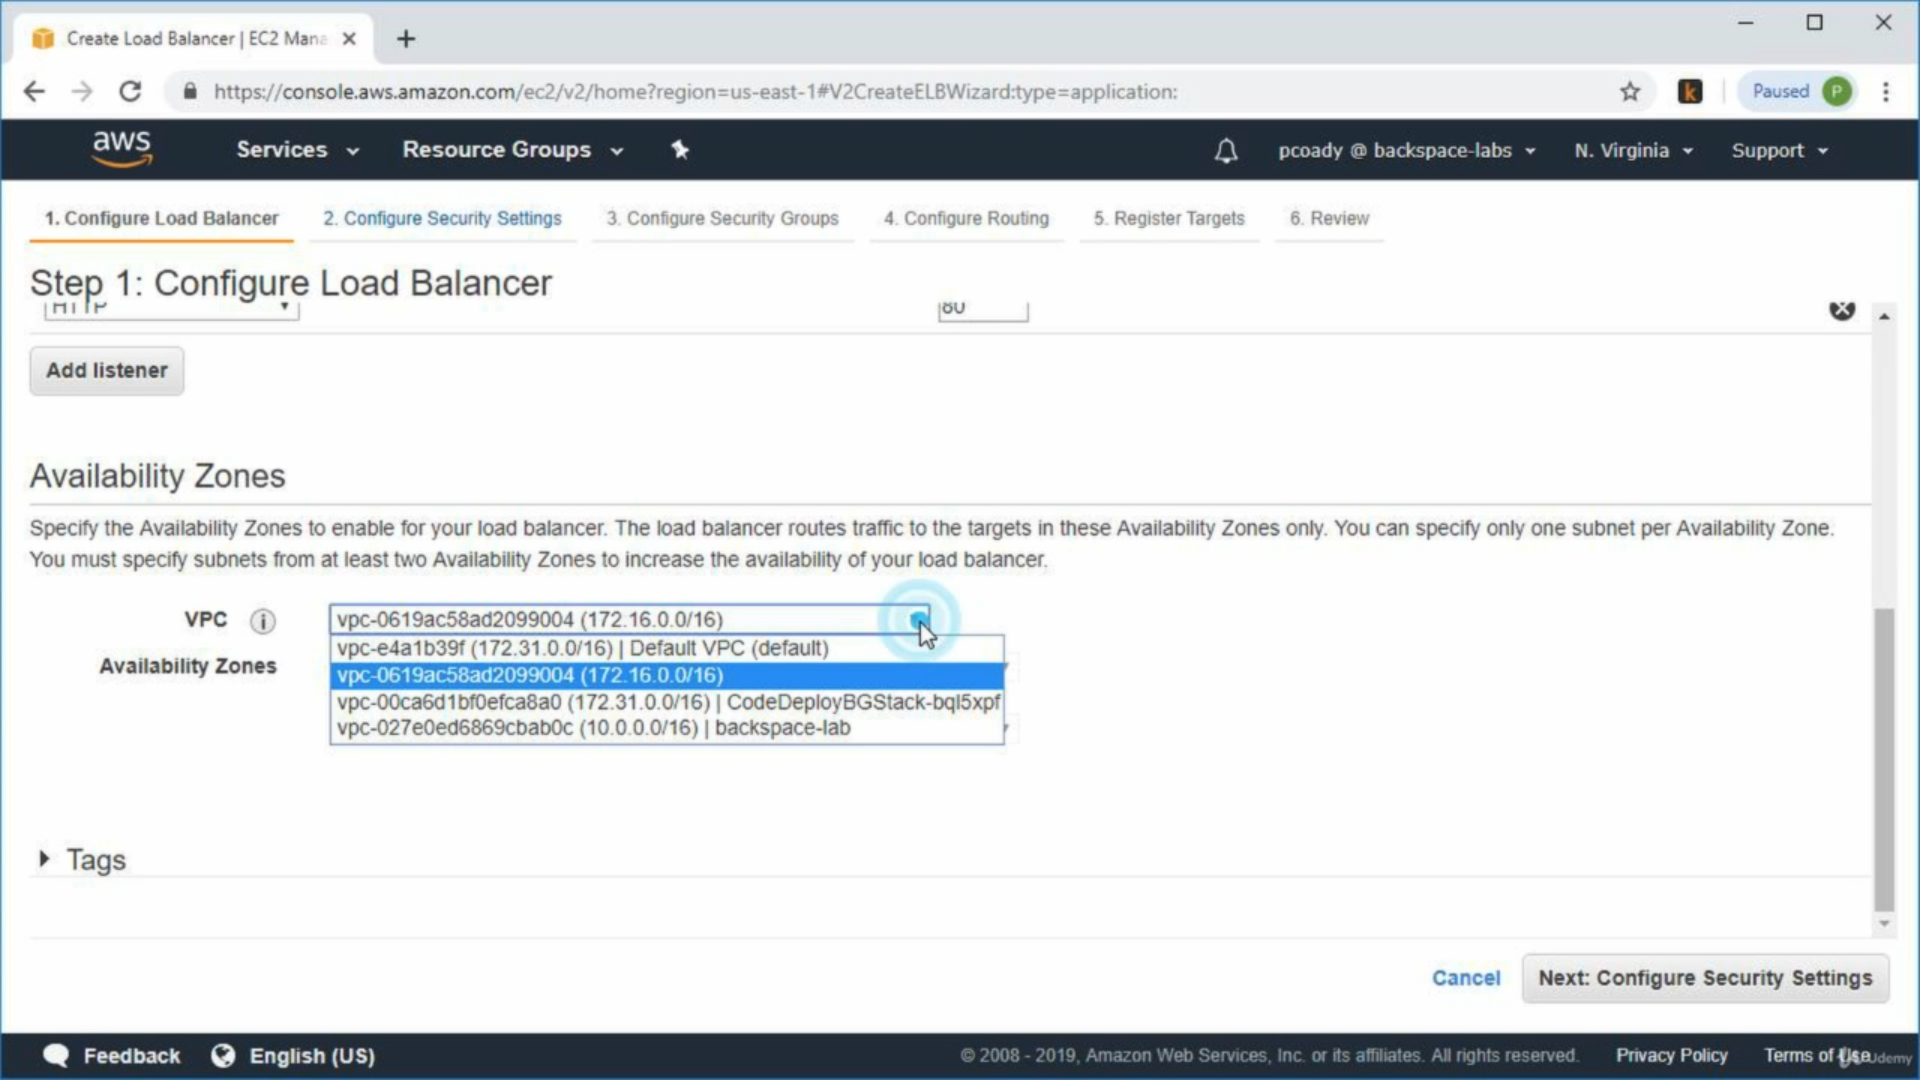 Create Load Balancer | EC2 Mana
https://console.aws.amazon.com/ec2/v2/home?region=us-east-1#V2CreateELBWizard:type=application:
k
Paused P
aws Services Resource Groups pcoady @ backspace-labs N. Virginia Support
1. Configure Load Balancer 2. Configure Security Settings 3. Configure Security Groups 4. Configure Routing 5. Register Targets 6. Review
Step 1: Configure Load Balancer
HTTP 80
Add listener
Availability Zones
Specify the Availability Zones to enable for your load balancer. The load balancer routes traffic to the targets in these Availability Zones only. You can specify only one subnet per Availability Zone.
You must specify subnets from at least two Availability Zones to increase the availability of your load balancer.
VPC i vpc-0619ac58ad2099004 (172.16.0.0/16)
vpc-e4a1b39f (172.31.0.0/16) | Default VPC (default)
Availability Zones vpc-0619ac58ad2099004 (172.16.0.0/16)
vpc-00ca6d1bf0efca8a0 (172.31.0.0/16) | CodeDeployBGStack-bql5xpf
vpc-027e0ed6869cbab0c (10.0.0.0/16) | backspace-lab
Tags
Cancel Next: Configure Security Settings
Feedback English (US) © 2008 - 2019, Amazon Web Services, Inc. or its affiliates. All rights reserved. Privacy Policy Terms of Use
Udemy